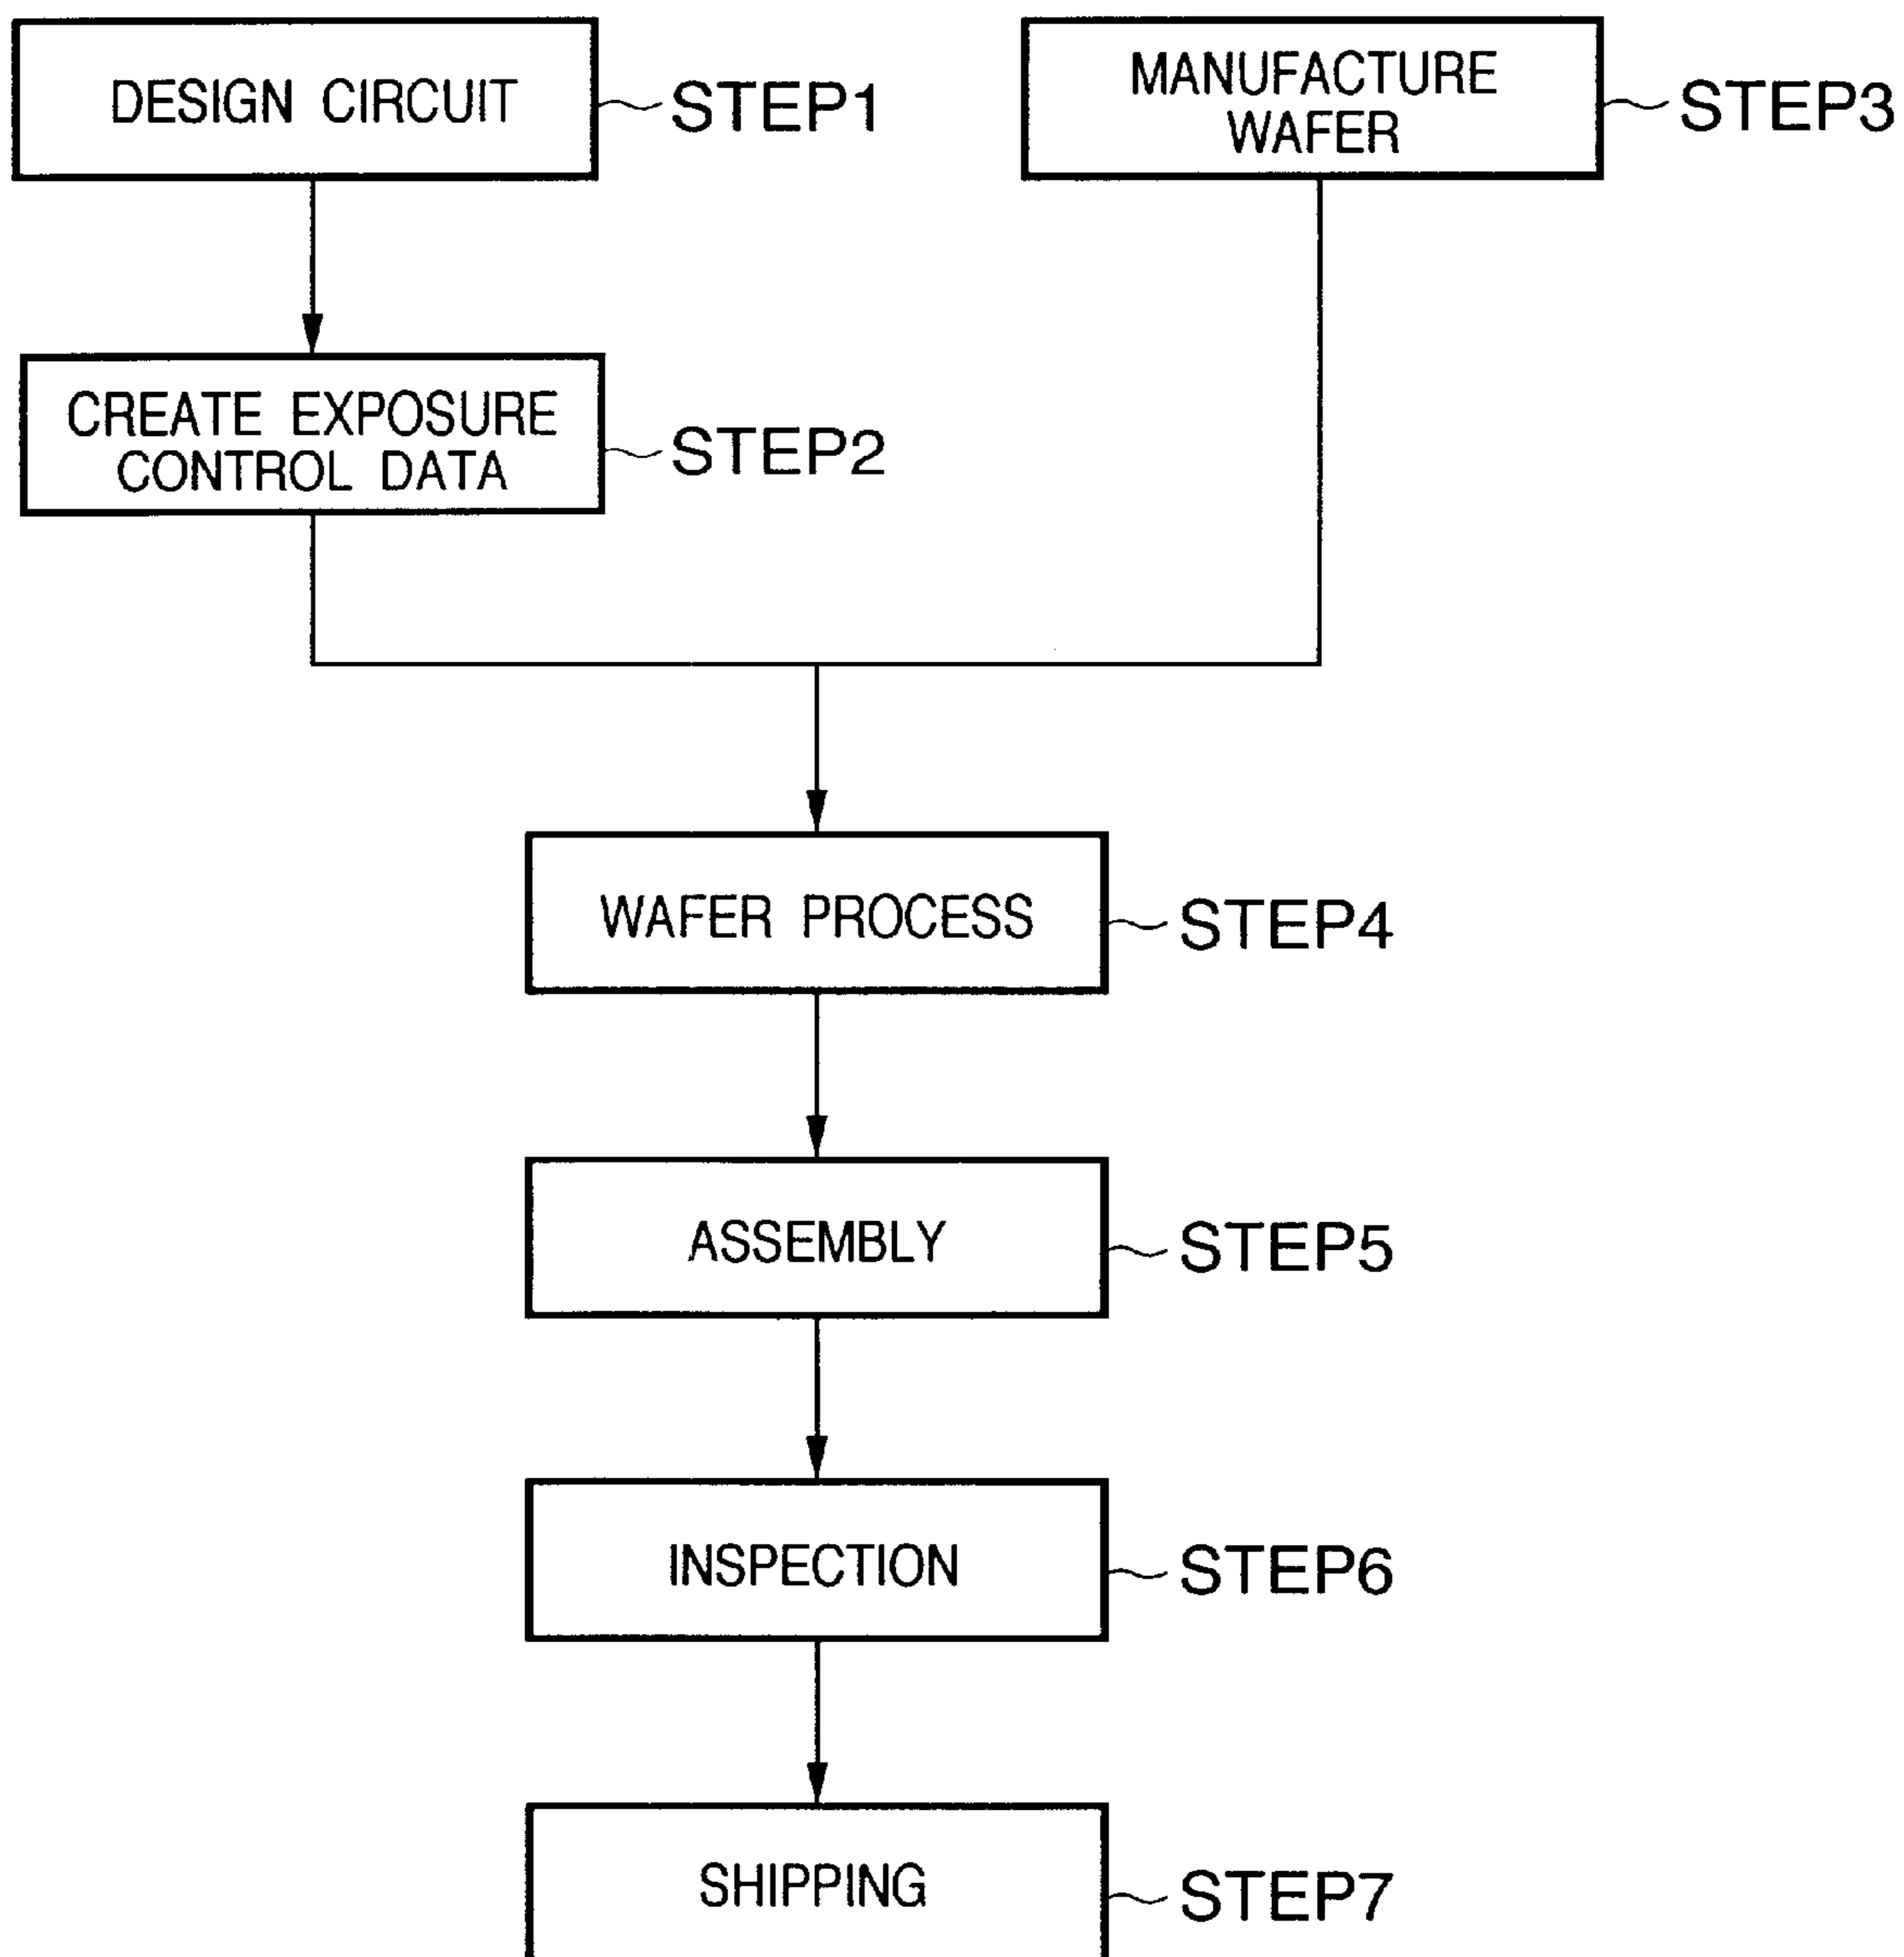 DESIGN CIRCUIT
STEP1
MANUFACTURE
WAFER
STEP3
CREATE EXPOSURE
CONTROL DATA
STEP2
WAFER PROCESS
STEP4
ASSEMBLY
STEP5
INSPECTION
STEP6
SHIPPING
STEP7